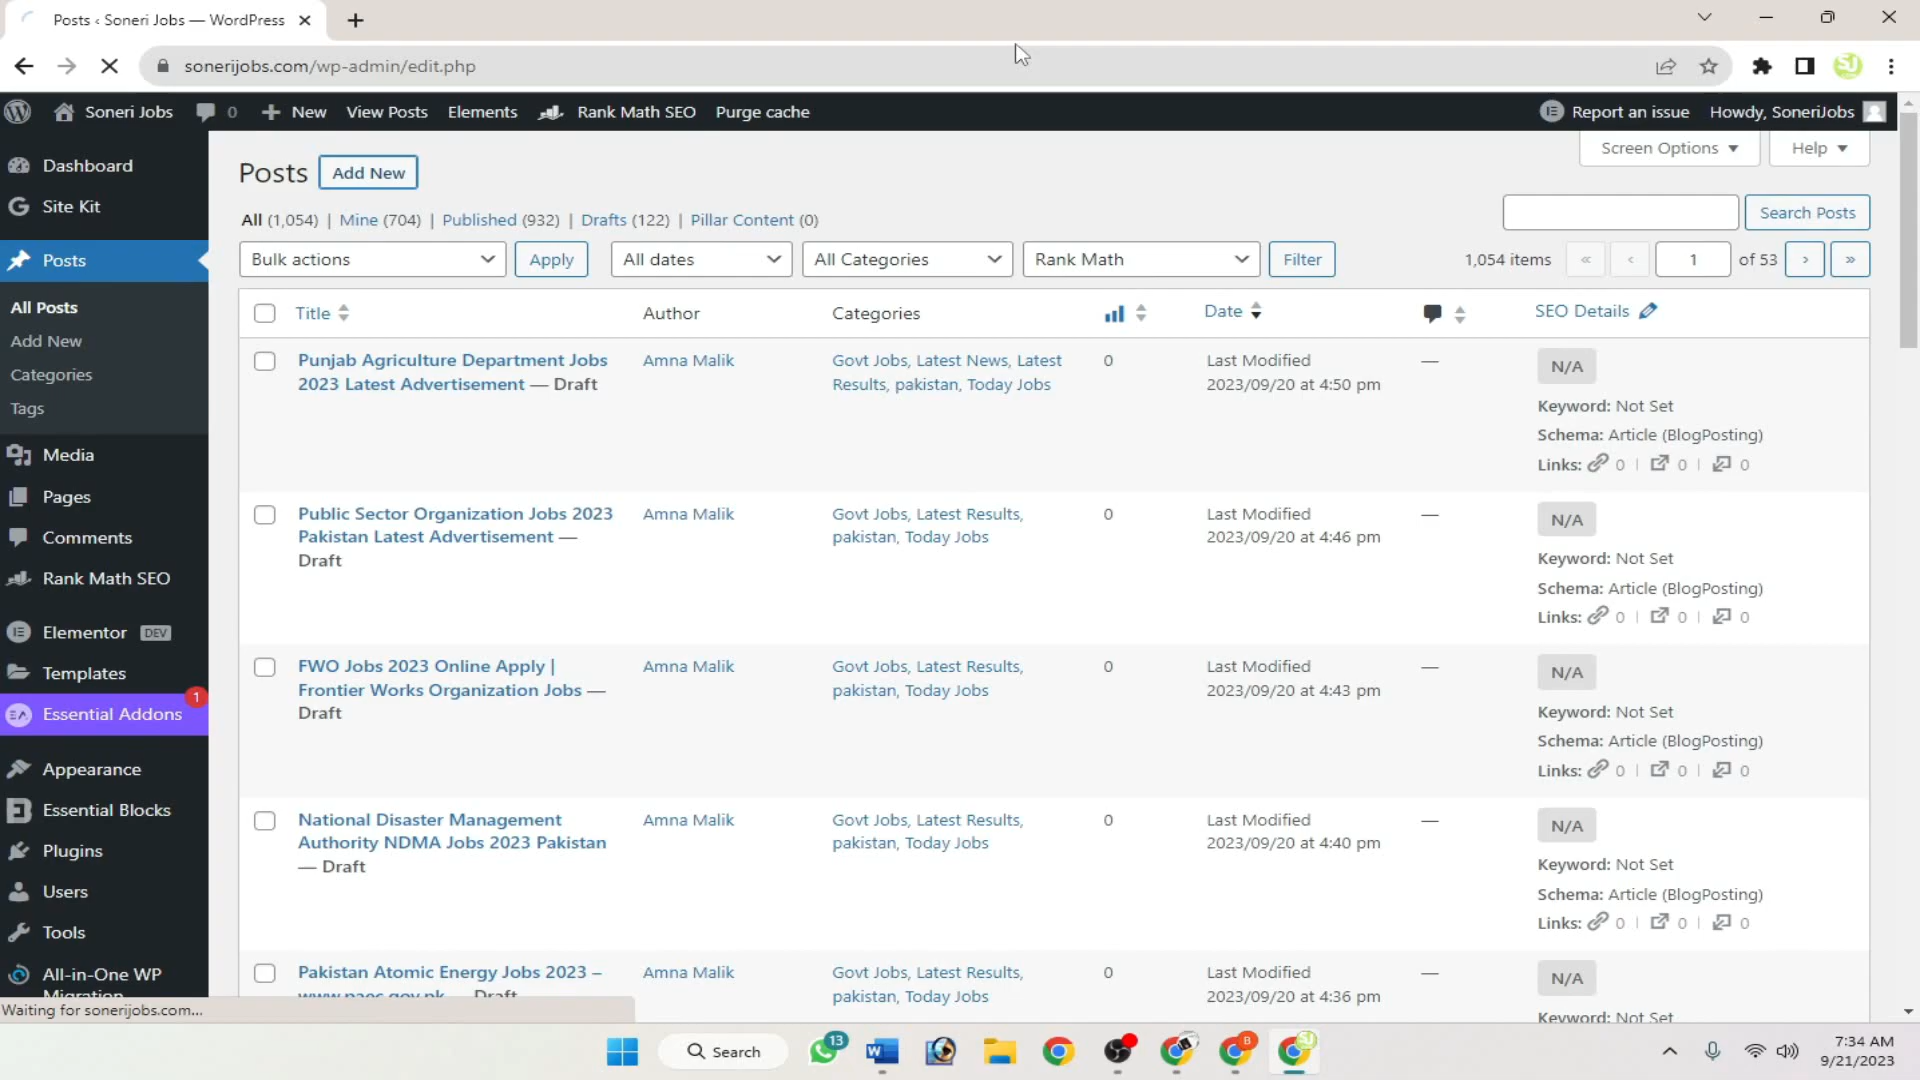 Posts ‹ Soneri Jobs — WordPress
sonerijobs.com/wp-admin/edit.php
Soneri Jobs 0 New View Posts Elements Rank Math SEO Purge cache Report an issue Howdy, SoneriJobs
Screen Options Help
Dashboard
Site Kit
Posts
All Posts
Add New
Categories
Tags
Media
Pages
Comments
Rank Math SEO
Elementor DEV
Templates
Essential Addons 1
Appearance
Essential Blocks
Plugins
Users
Tools
All-in-One WP
Migration
Posts Add New
All (1,054) | Mine (704) | Published (932) | Drafts (122) | Pillar Content (0)
Search Posts
Bulk actions Apply All dates All Categories Rank Math Filter 1,054 items « ‹ 1 of 53 › »
Title Author Categories Date SEO Details
Punjab Agriculture Department Jobs
2023 Latest Advertisement — Draft
Amna Malik
Govt Jobs, Latest News, Latest
Results, pakistan, Today Jobs
0
Last Modified
2023/09/20 at 4:50 pm
—
N/A
Keyword: Not Set
Schema: Article (BlogPosting)
Links: 0 | 0 | 0
Public Sector Organization Jobs 2023
Pakistan Latest Advertisement —
Draft
Amna Malik
Govt Jobs, Latest Results,
pakistan, Today Jobs
0
Last Modified
2023/09/20 at 4:46 pm
—
N/A
Keyword: Not Set
Schema: Article (BlogPosting)
Links: 0 | 0 | 0
FWO Jobs 2023 Online Apply |
Frontier Works Organization Jobs —
Draft
Amna Malik
Govt Jobs, Latest Results,
pakistan, Today Jobs
0
Last Modified
2023/09/20 at 4:43 pm
—
N/A
Keyword: Not Set
Schema: Article (BlogPosting)
Links: 0 | 0 | 0
National Disaster Management
Authority NDMA Jobs 2023 Pakistan
— Draft
Amna Malik
Govt Jobs, Latest Results,
pakistan, Today Jobs
0
Last Modified
2023/09/20 at 4:40 pm
—
N/A
Keyword: Not Set
Schema: Article (BlogPosting)
Links: 0 | 0 | 0
Pakistan Atomic Energy Jobs 2023 –
www.paec.gov.pk — Draft
Amna Malik
Govt Jobs, Latest Results,
pakistan, Today Jobs
0
Last Modified
2023/09/20 at 4:36 pm
—
N/A
Keyword: Not Set
Waiting for sonerijobs.com...
Search 13
7:34 AM
9/21/2023